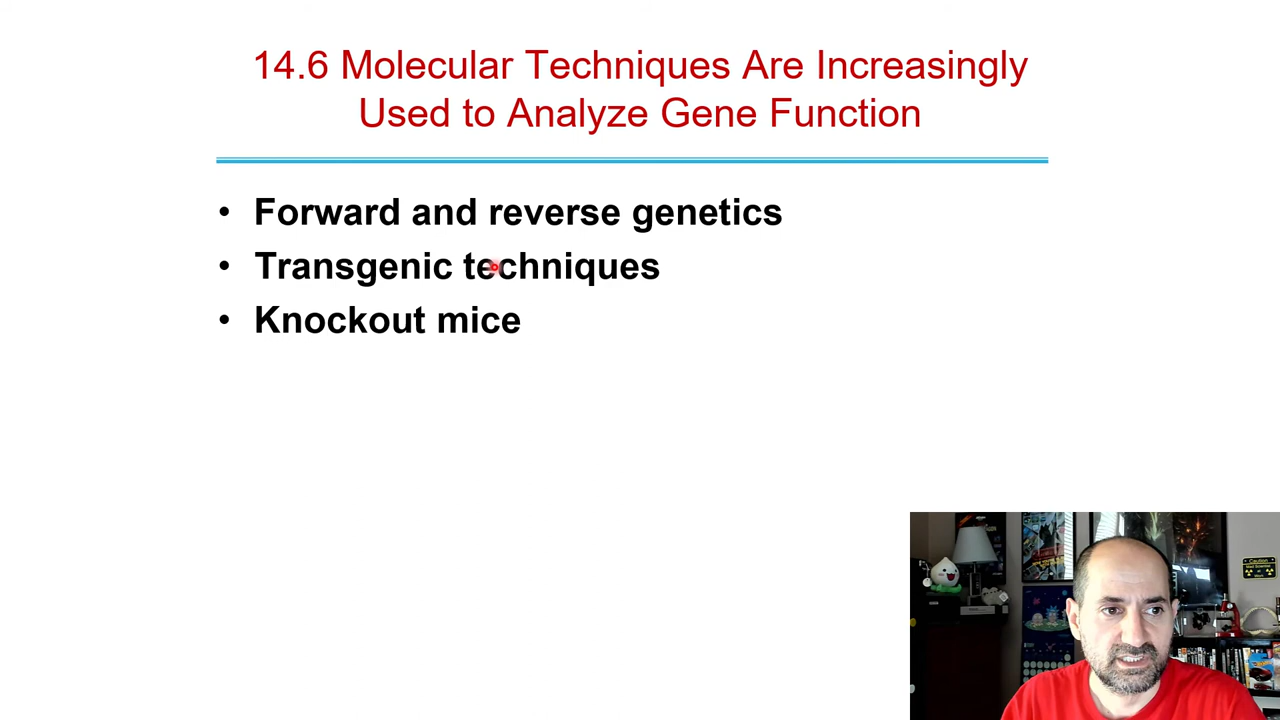 14.6 Molecular Techniques Are Increasingly
Used to Analyze Gene Function
• Forward and reverse genetics
• Transgenic techniques
• Knockout mice
Caution